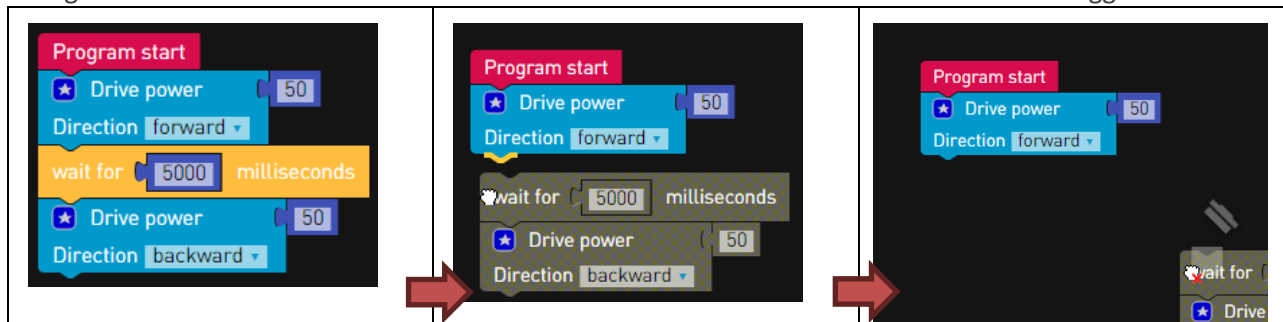 Program start
Drive power 50
Direction forward
wait for 5000 milliseconds
Drive power 50
Direction backward
Program start
Drive power 50
Direction forward
wait for 5000 milliseconds
Drive power 50
Direction backward
Program start
Drive power 50
Direction forward
wait for
Drive